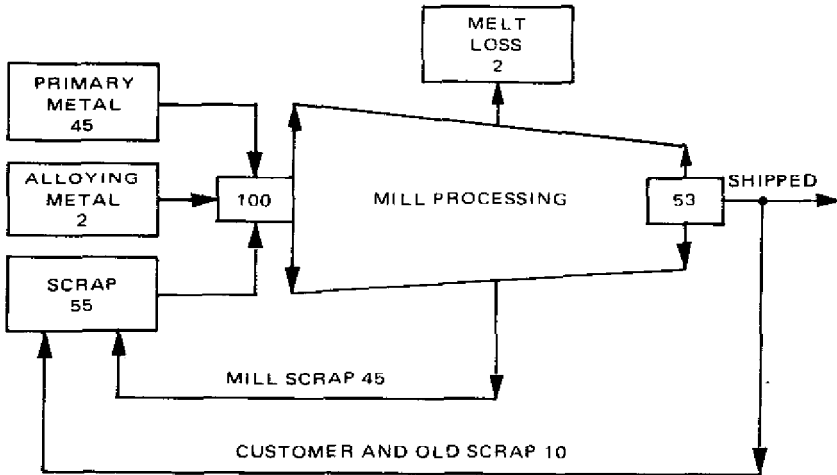 MELT
LOSS
2
PRIMARY
METAL
45
ALLOYING
METAL
2
100
MILL PROCESSING
53
SHIPPED
SCRAP
55
MILL SCRAP 45
CUSTOMER AND OLD SCRAP 10